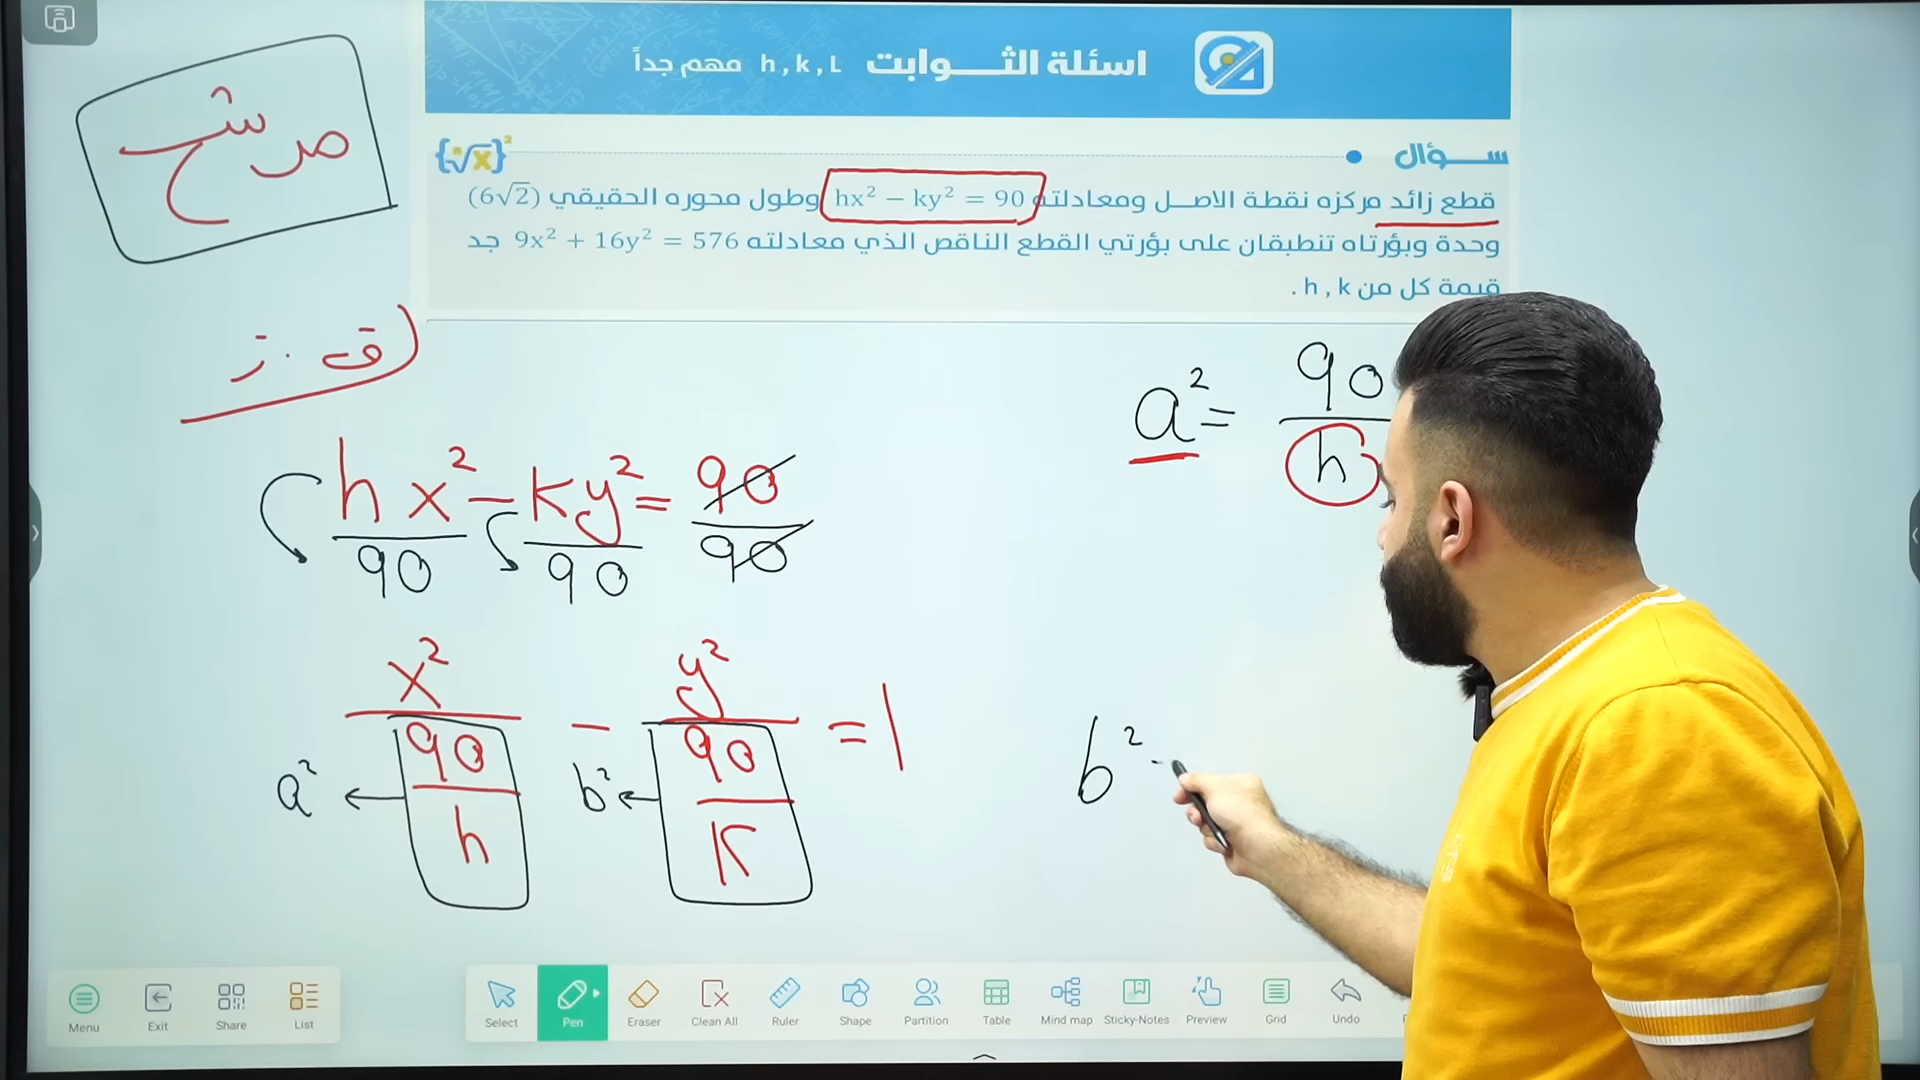 اسئلة الثـــوابت h , k , L مهم جداً
ســـؤال
{ⁿ√x}²
قطع زائد مركزه نقطة الاصل ومعادلته hx² − ky² = 90 وطول محوره الحقيقي (6√2)
وحدة وبؤرتاه تنطبقان على بؤرتي القطع الناقص الذي معادلته 9x² + 16y² = 576 جد
قيمة كل من h , k .
ق . ز
hx² − ky² = 90
90 90 90
x² y²
90 − 90 = 1
h K
a² b²
a² = 90
h
b²
Menu Exit Share List Select Pen Eraser Clean All Ruler Shape Partition Table Mind map Sticky-Notes Preview Grid Undo